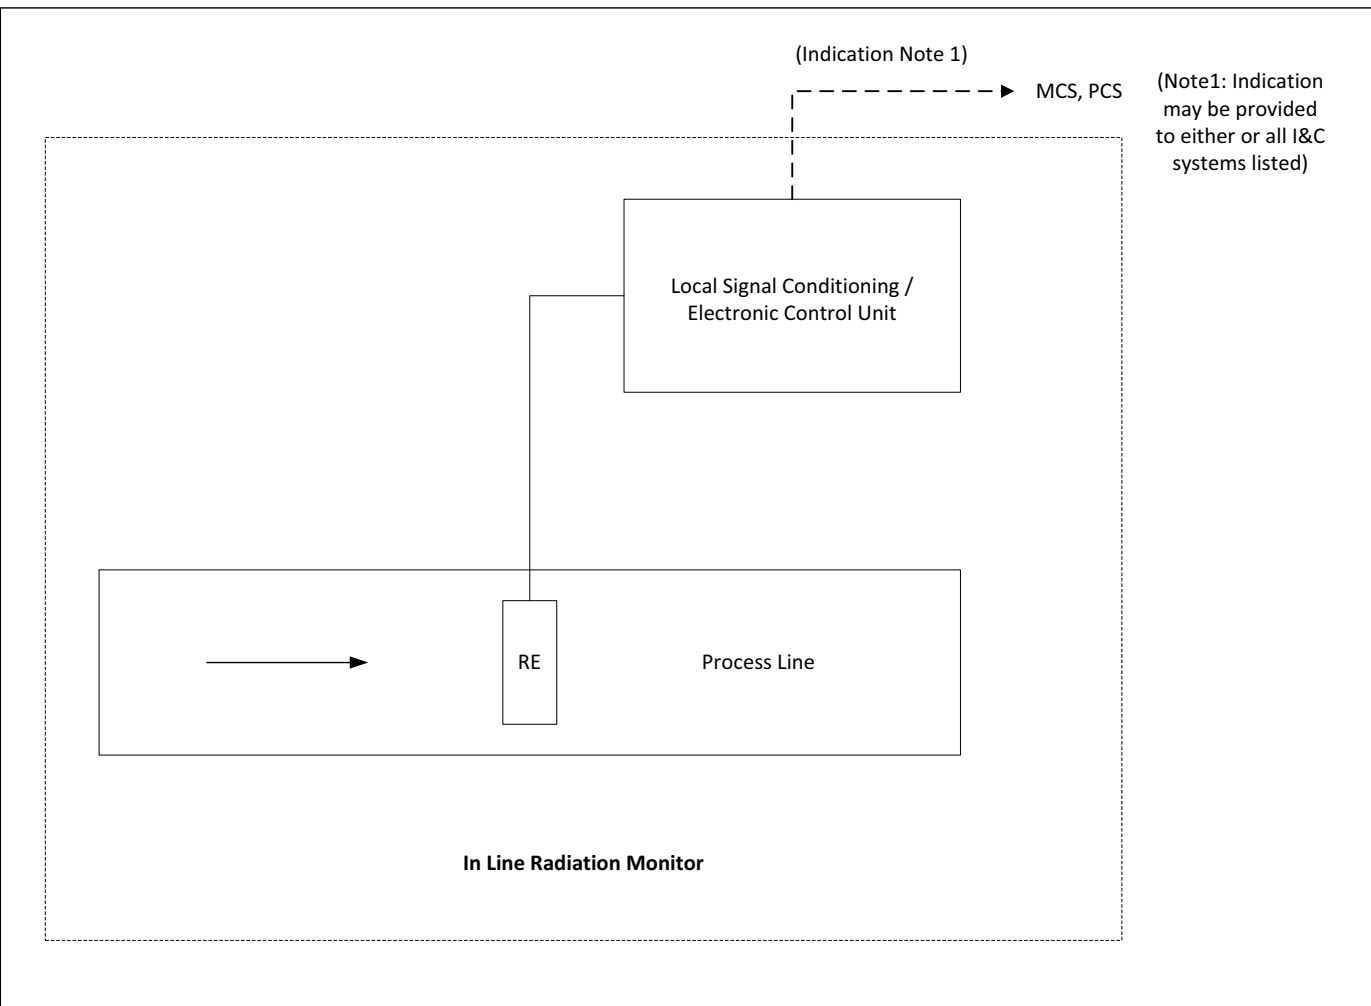 (Indication Note 1)
MCS, PCS
(Note1: Indication
may be provided
to either or all I&C
systems listed)
Local Signal Conditioning /
Electronic Control Unit
RE
Process Line
In Line Radiation Monitor